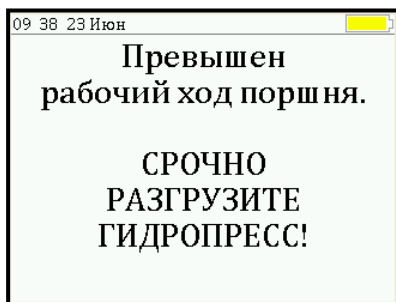 09 38 23 Июн
Превышен
рабочий ход поршня.
СРОЧНО
РАЗГРУЗИТЕ
ГИДРОПРЕСС!